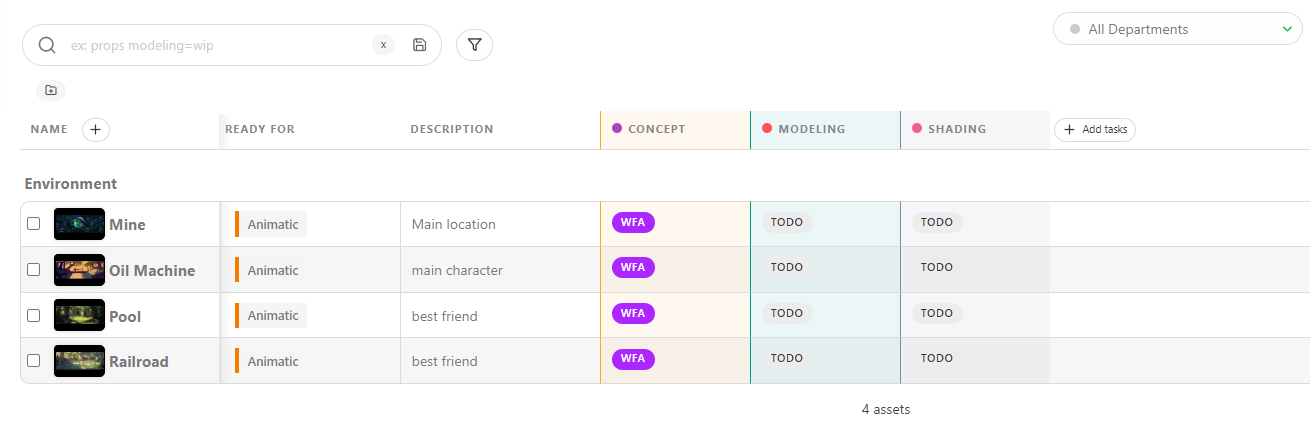 ex: props modeling=wip x
All Departments
NAME + READY FOR DESCRIPTION CONCEPT MODELING SHADING + Add tasks
Environment
Mine Animatic Main location WFA TODO TODO
Oil Machine Animatic main character WFA TODO TODO
Pool Animatic best friend WFA TODO TODO
Railroad Animatic best friend WFA TODO TODO
4 assets